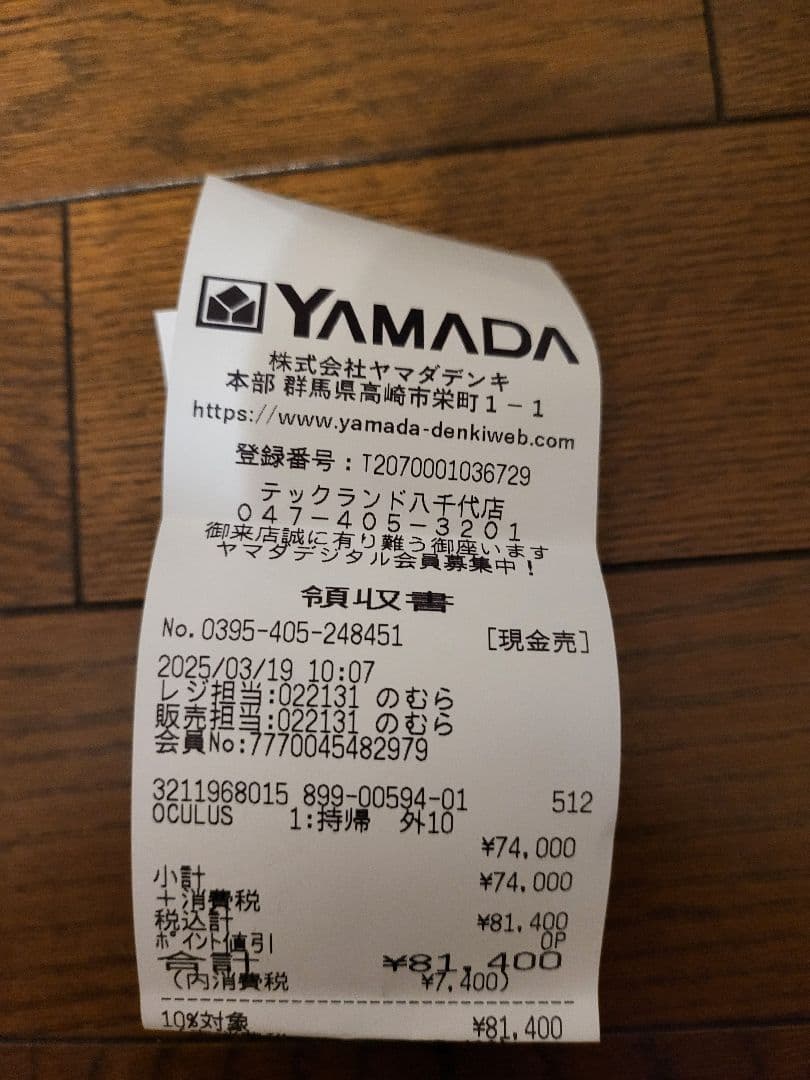 YAMADA
株式会社ヤマダデンキ
本部 群馬県高崎市栄町1-1
https://www.yamada-denkiweb.com
登録番号:T2070001036729
テックランド八千代店
047-405-3201
御来店誠に有り難う御座います
ヤマダデジタル会員募集中!
領収書
No.0395-405-248451 [現金売]
2025/03/19 10:07
レジ担当:022131 のむら
販売担当:022131 のむら
会員No:7770045482979
3211968015 899-00594-01 512
OCULUS 1:持帰 外10
¥74,000
小計 ¥74,000
+消費税
税込計 ¥81,400
ポイント値引 0P
合計 ¥81,400
(内消費税 ¥7,400)
10%対象 ¥81,400